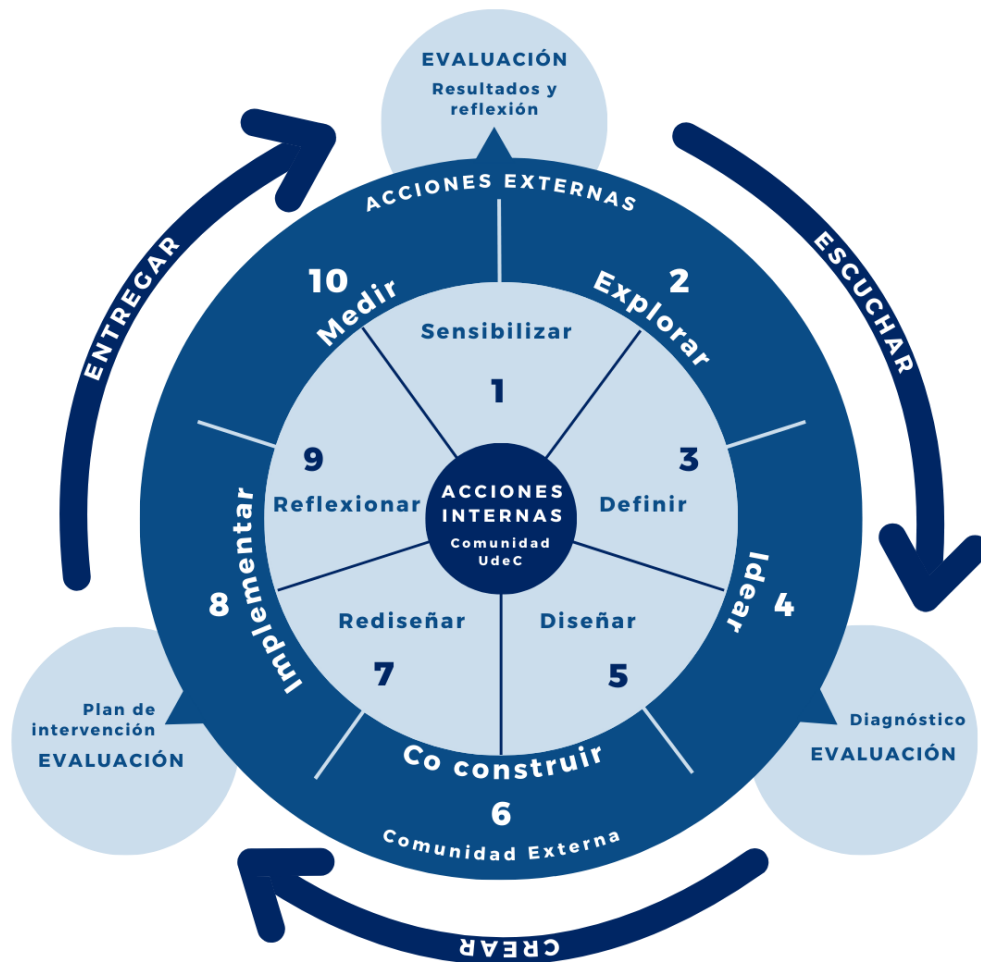 EVALUACIÓN
Resultados y
reflexión
ACCIONES EXTERNAS
ENTREGAR
ESCUCHAR
10
Medir
2
Explorar
Sensibilizar
1
9
Reflexionar
3
Definir
ACCIONES
INTERNAS
Comunidad
UdeC
8
Implementar
Idear
4
Rediseñar
7
Diseñar
5
Plan de
intervención
EVALUACIÓN
Diagnóstico
EVALUACIÓN
Co construir
6
Comunidad Externa
CREAR